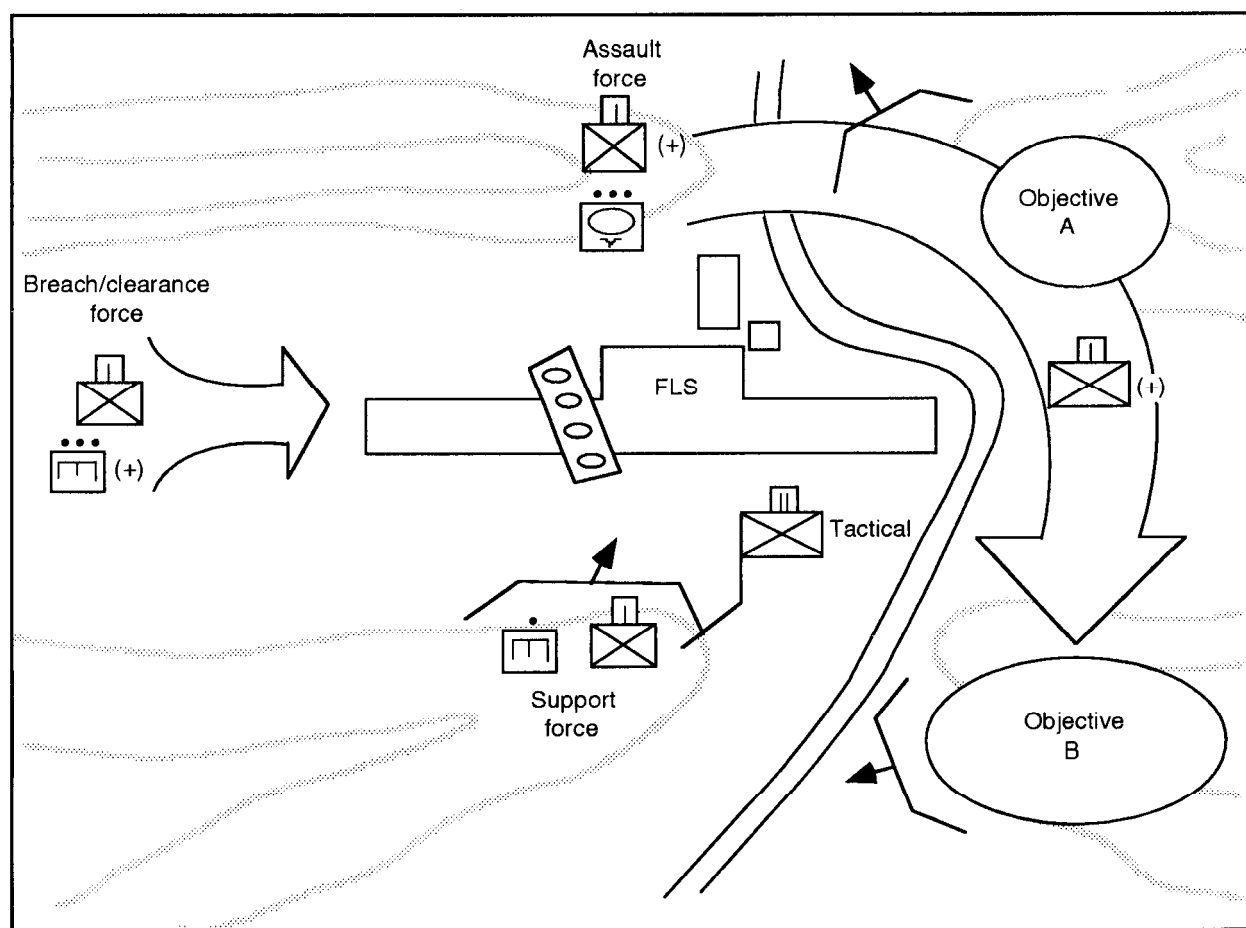 Assault
force
(+)
Objective
A
Breach/clearance
force
(+)
FLS
(+)
Tactical
Support
force
Objective
B